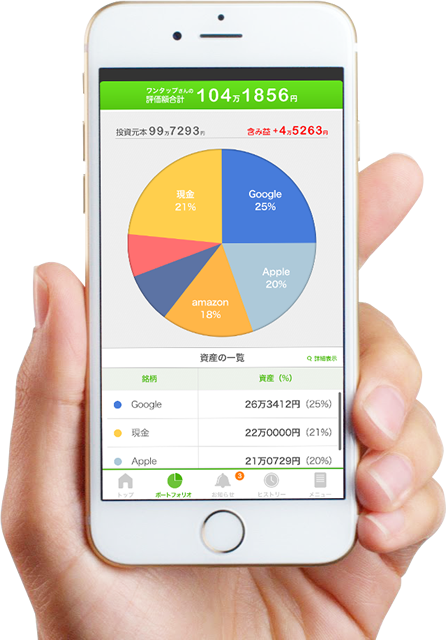 ワンタップさんの
評価額合計 104万1856円
投資元本 99万7293円 含み益 +4万5263円
現金
21%
Google
25%
Apple
20%
amazon
18%
資産の一覧 詳細表示
銘柄 資産 (%)
Google 26万3412円 (25%)
現金 22万0000円 (21%)
Apple 21万0729円 (20%)
3
トップ ポートフォリオ お知らせ ヒストリー メニュー